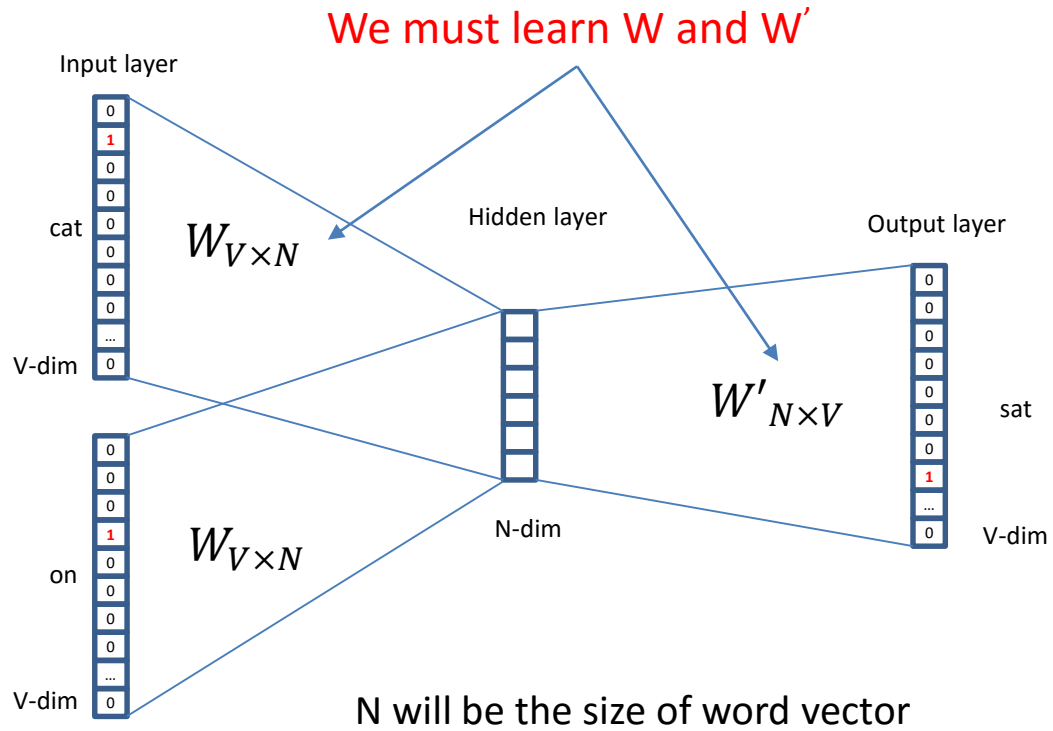 We must learn W and W’
Input layer
0
1
0
0
0
0
0
0
...
0
cat
V-dim
W_{V×N}
Hidden layer
N-dim
Output layer
0
0
0
0
0
0
0
1
...
0
sat
V-dim
W'_{N×V}
0
0
0
1
0
0
0
0
...
0
on
V-dim
W_{V×N}
N will be the size of word vector